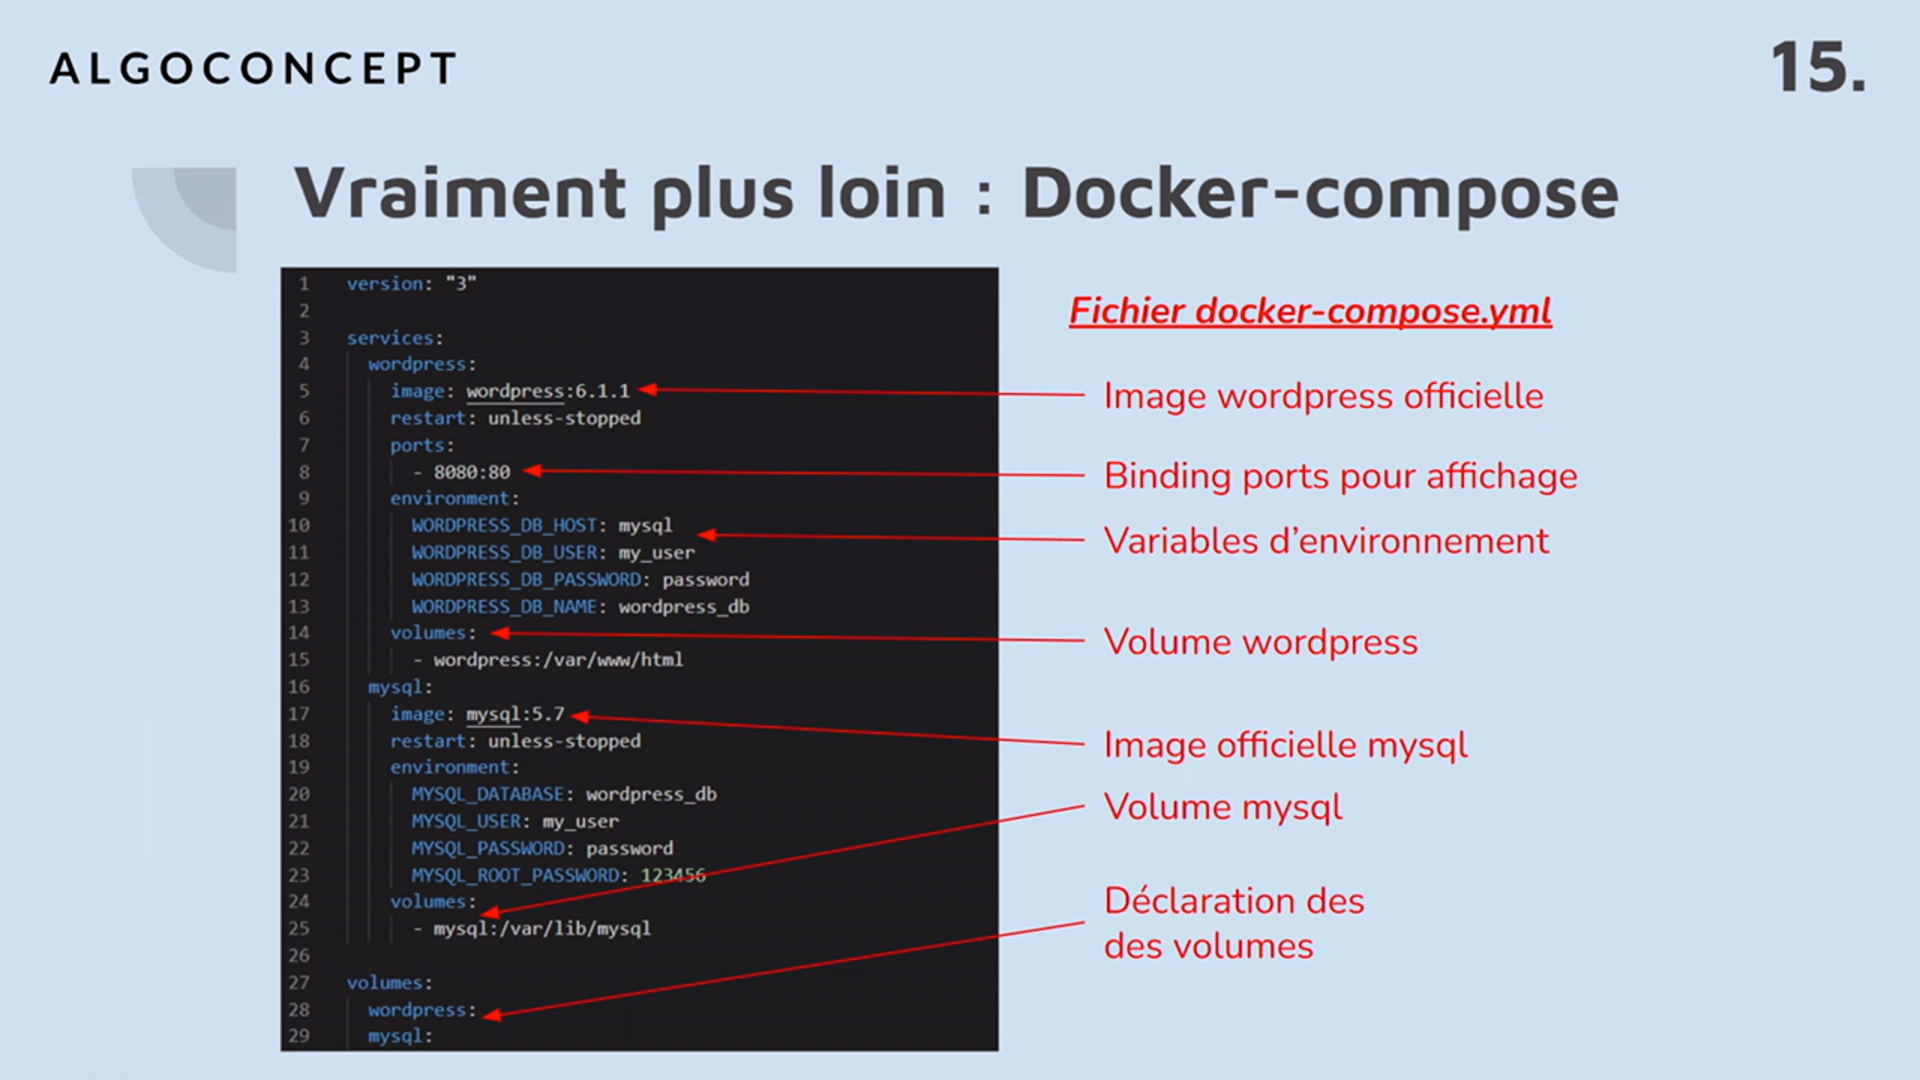 ALGOCONCEPT
15.
Vraiment plus loin : Docker-compose
1 version: "3"
2
3 services:
4 wordpress:
5 image: wordpress:6.1.1
6 restart: unless-stopped
7 ports:
8 - 8080:80
9 environment:
10 WORDPRESS_DB_HOST: mysql
11 WORDPRESS_DB_USER: my_user
12 WORDPRESS_DB_PASSWORD: password
13 WORDPRESS_DB_NAME: wordpress_db
14 volumes:
15 - wordpress:/var/www/html
16 mysql:
17 image: mysql:5.7
18 restart: unless-stopped
19 environment:
20 MYSQL_DATABASE: wordpress_db
21 MYSQL_USER: my_user
22 MYSQL_PASSWORD: password
23 MYSQL_ROOT_PASSWORD: 123456
24 volumes:
25 - mysql:/var/lib/mysql
26
27 volumes:
28 wordpress:
29 mysql:
Fichier docker-compose.yml
Image wordpress officielle
Binding ports pour affichage
Variables d’environnement
Volume wordpress
Image officielle mysql
Volume mysql
Déclaration des
des volumes